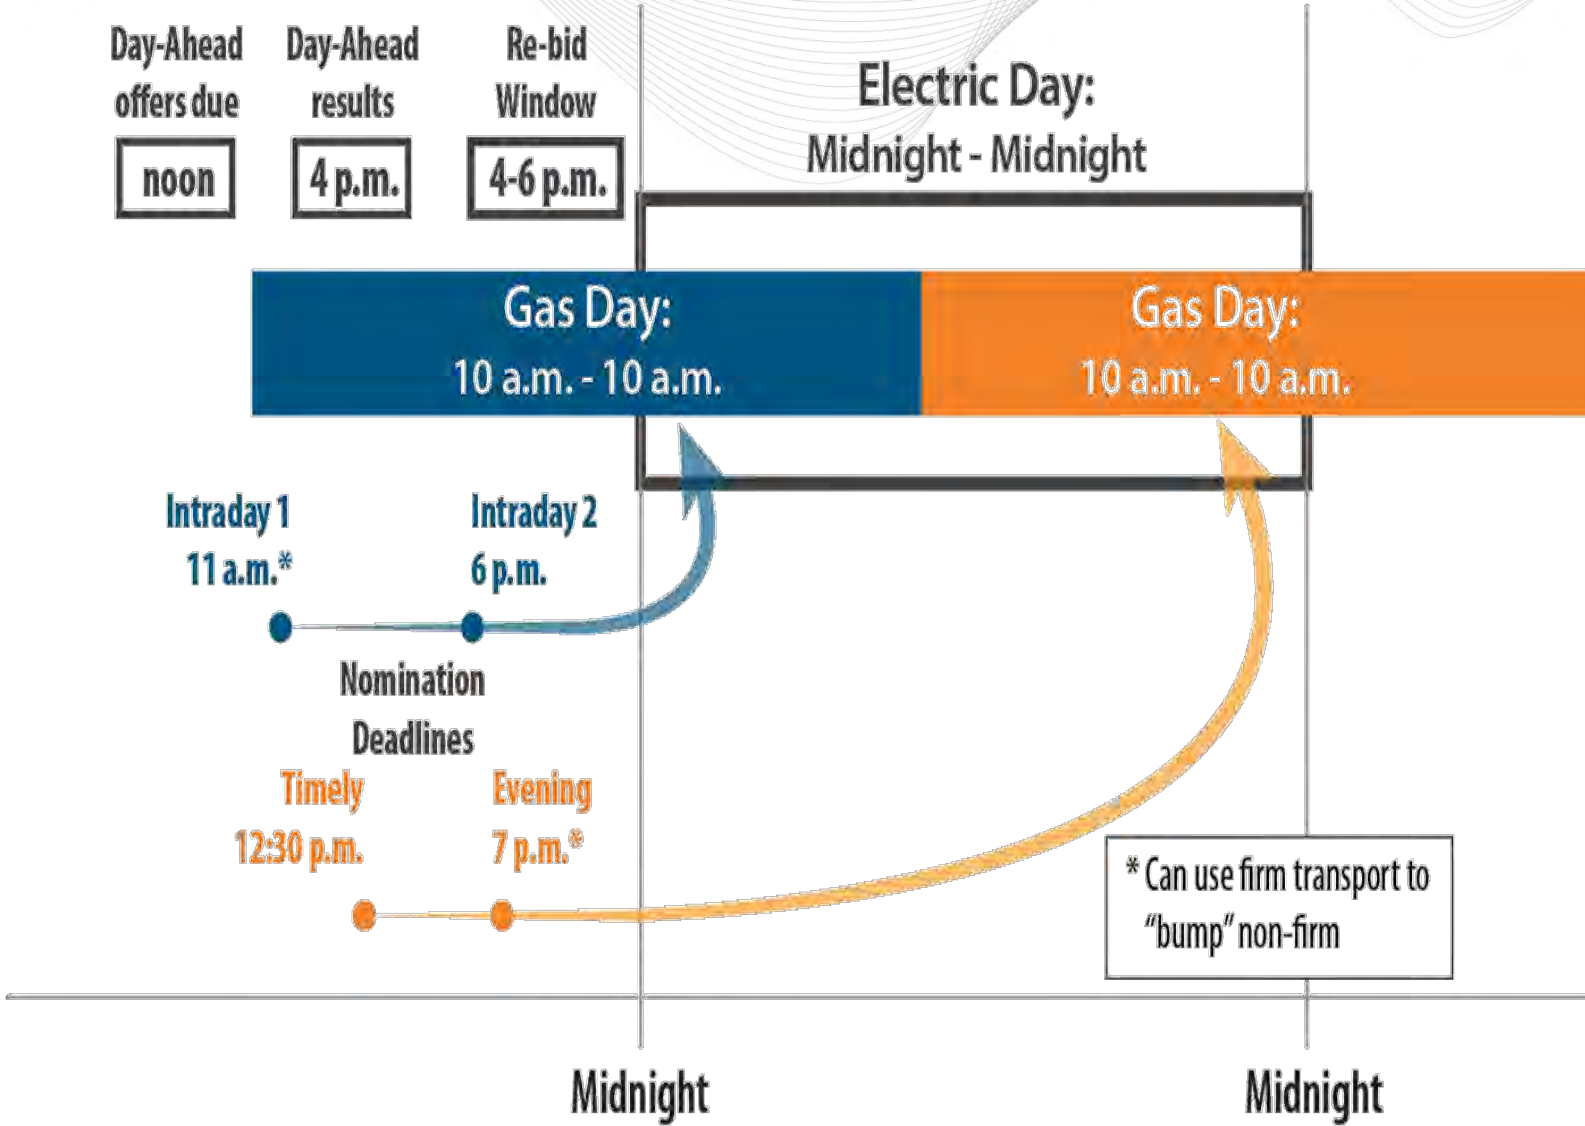 Day-Ahead
offers due
noon
Day-Ahead
results
4 p.m.
Re-bid
Window
4-6 p.m.
Electric Day:
Midnight - Midnight
Gas Day:
10 a.m. - 10 a.m.
Gas Day:
10 a.m. - 10 a.m.
Intraday 1
11 a.m.*
Intraday 2
6 p.m.
Nomination
Deadlines
Timely
12:30 p.m.
Evening
7 p.m.*
* Can use firm transport to
“bump” non-firm
Midnight
Midnight